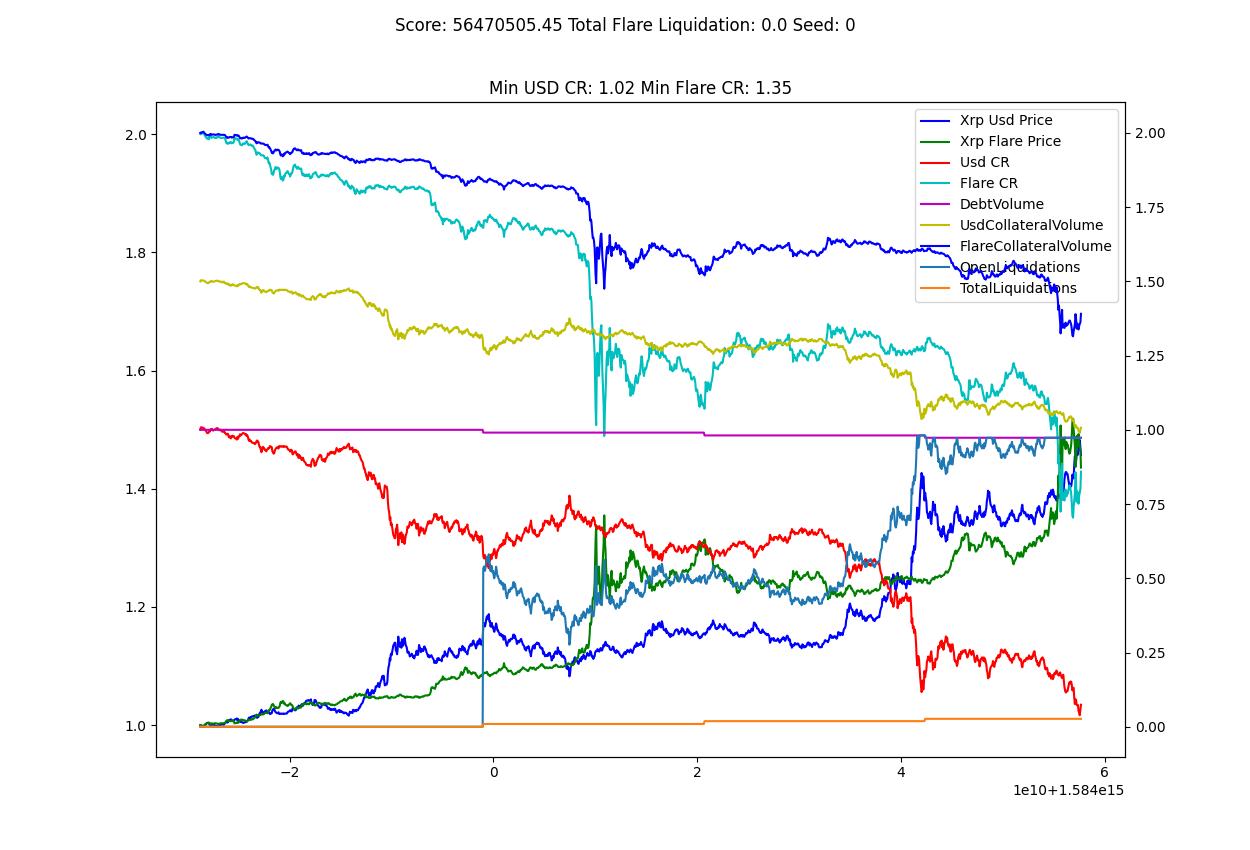 Score: 56470505.45 Total Flare Liquidation: 0.0 Seed: 0
Min USD CR: 1.02 Min Flare CR: 1.35
Xrp Usd Price
Xrp Flare Price
Usd CR
Flare CR
DebtVolume
UsdCollateralVolume
FlareCollateralVolume
OpenLiquidations
TotalLiquidations
2.0
1.8
1.6
1.4
1.2
1.0
2.00
1.75
1.50
1.25
1.00
0.75
0.50
0.25
0.00
−2
0
2
4
6
1e10+1.584e15